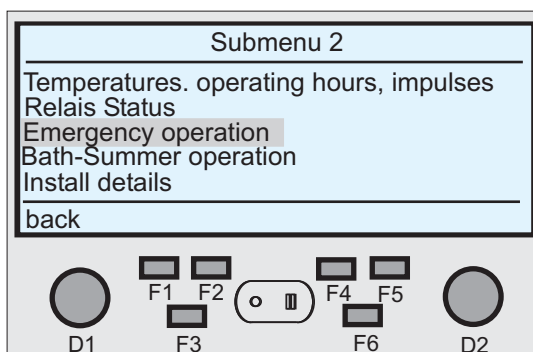 Submenu 2
Temperatures. operating hours, impulses
Relais Status
Emergency operation
Bath-Summer operation
Install details
back
F1 F2 F4 F5
D1 F3 F6 D2